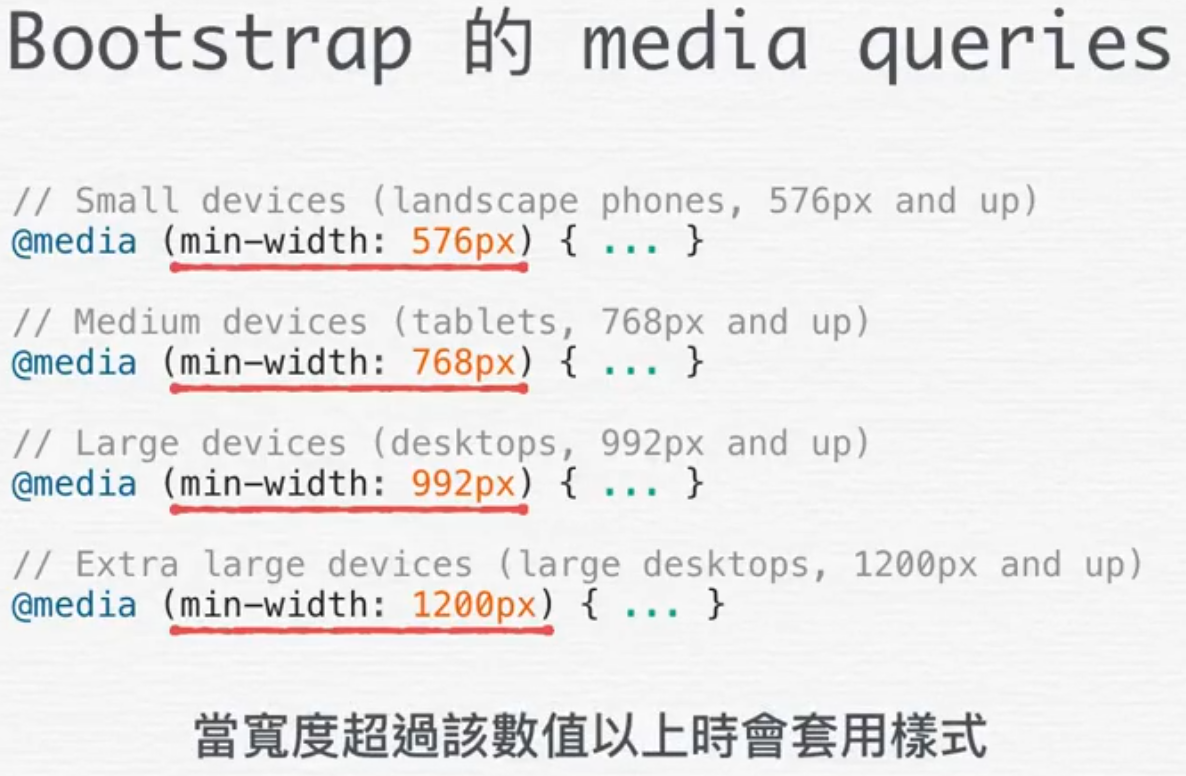 Bootstrap 的 media queries
// Small devices (landscape phones, 576px and up)
@media (min-width: 576px) { ... }
// Medium devices (tablets, 768px and up)
@media (min-width: 768px) { ... }
// Large devices (desktops, 992px and up)
@media (min-width: 992px) { ... }
// Extra large devices (large desktops, 1200px and up)
@media (min-width: 1200px) { ... }
當寬度超過該數值以上時會套用樣式